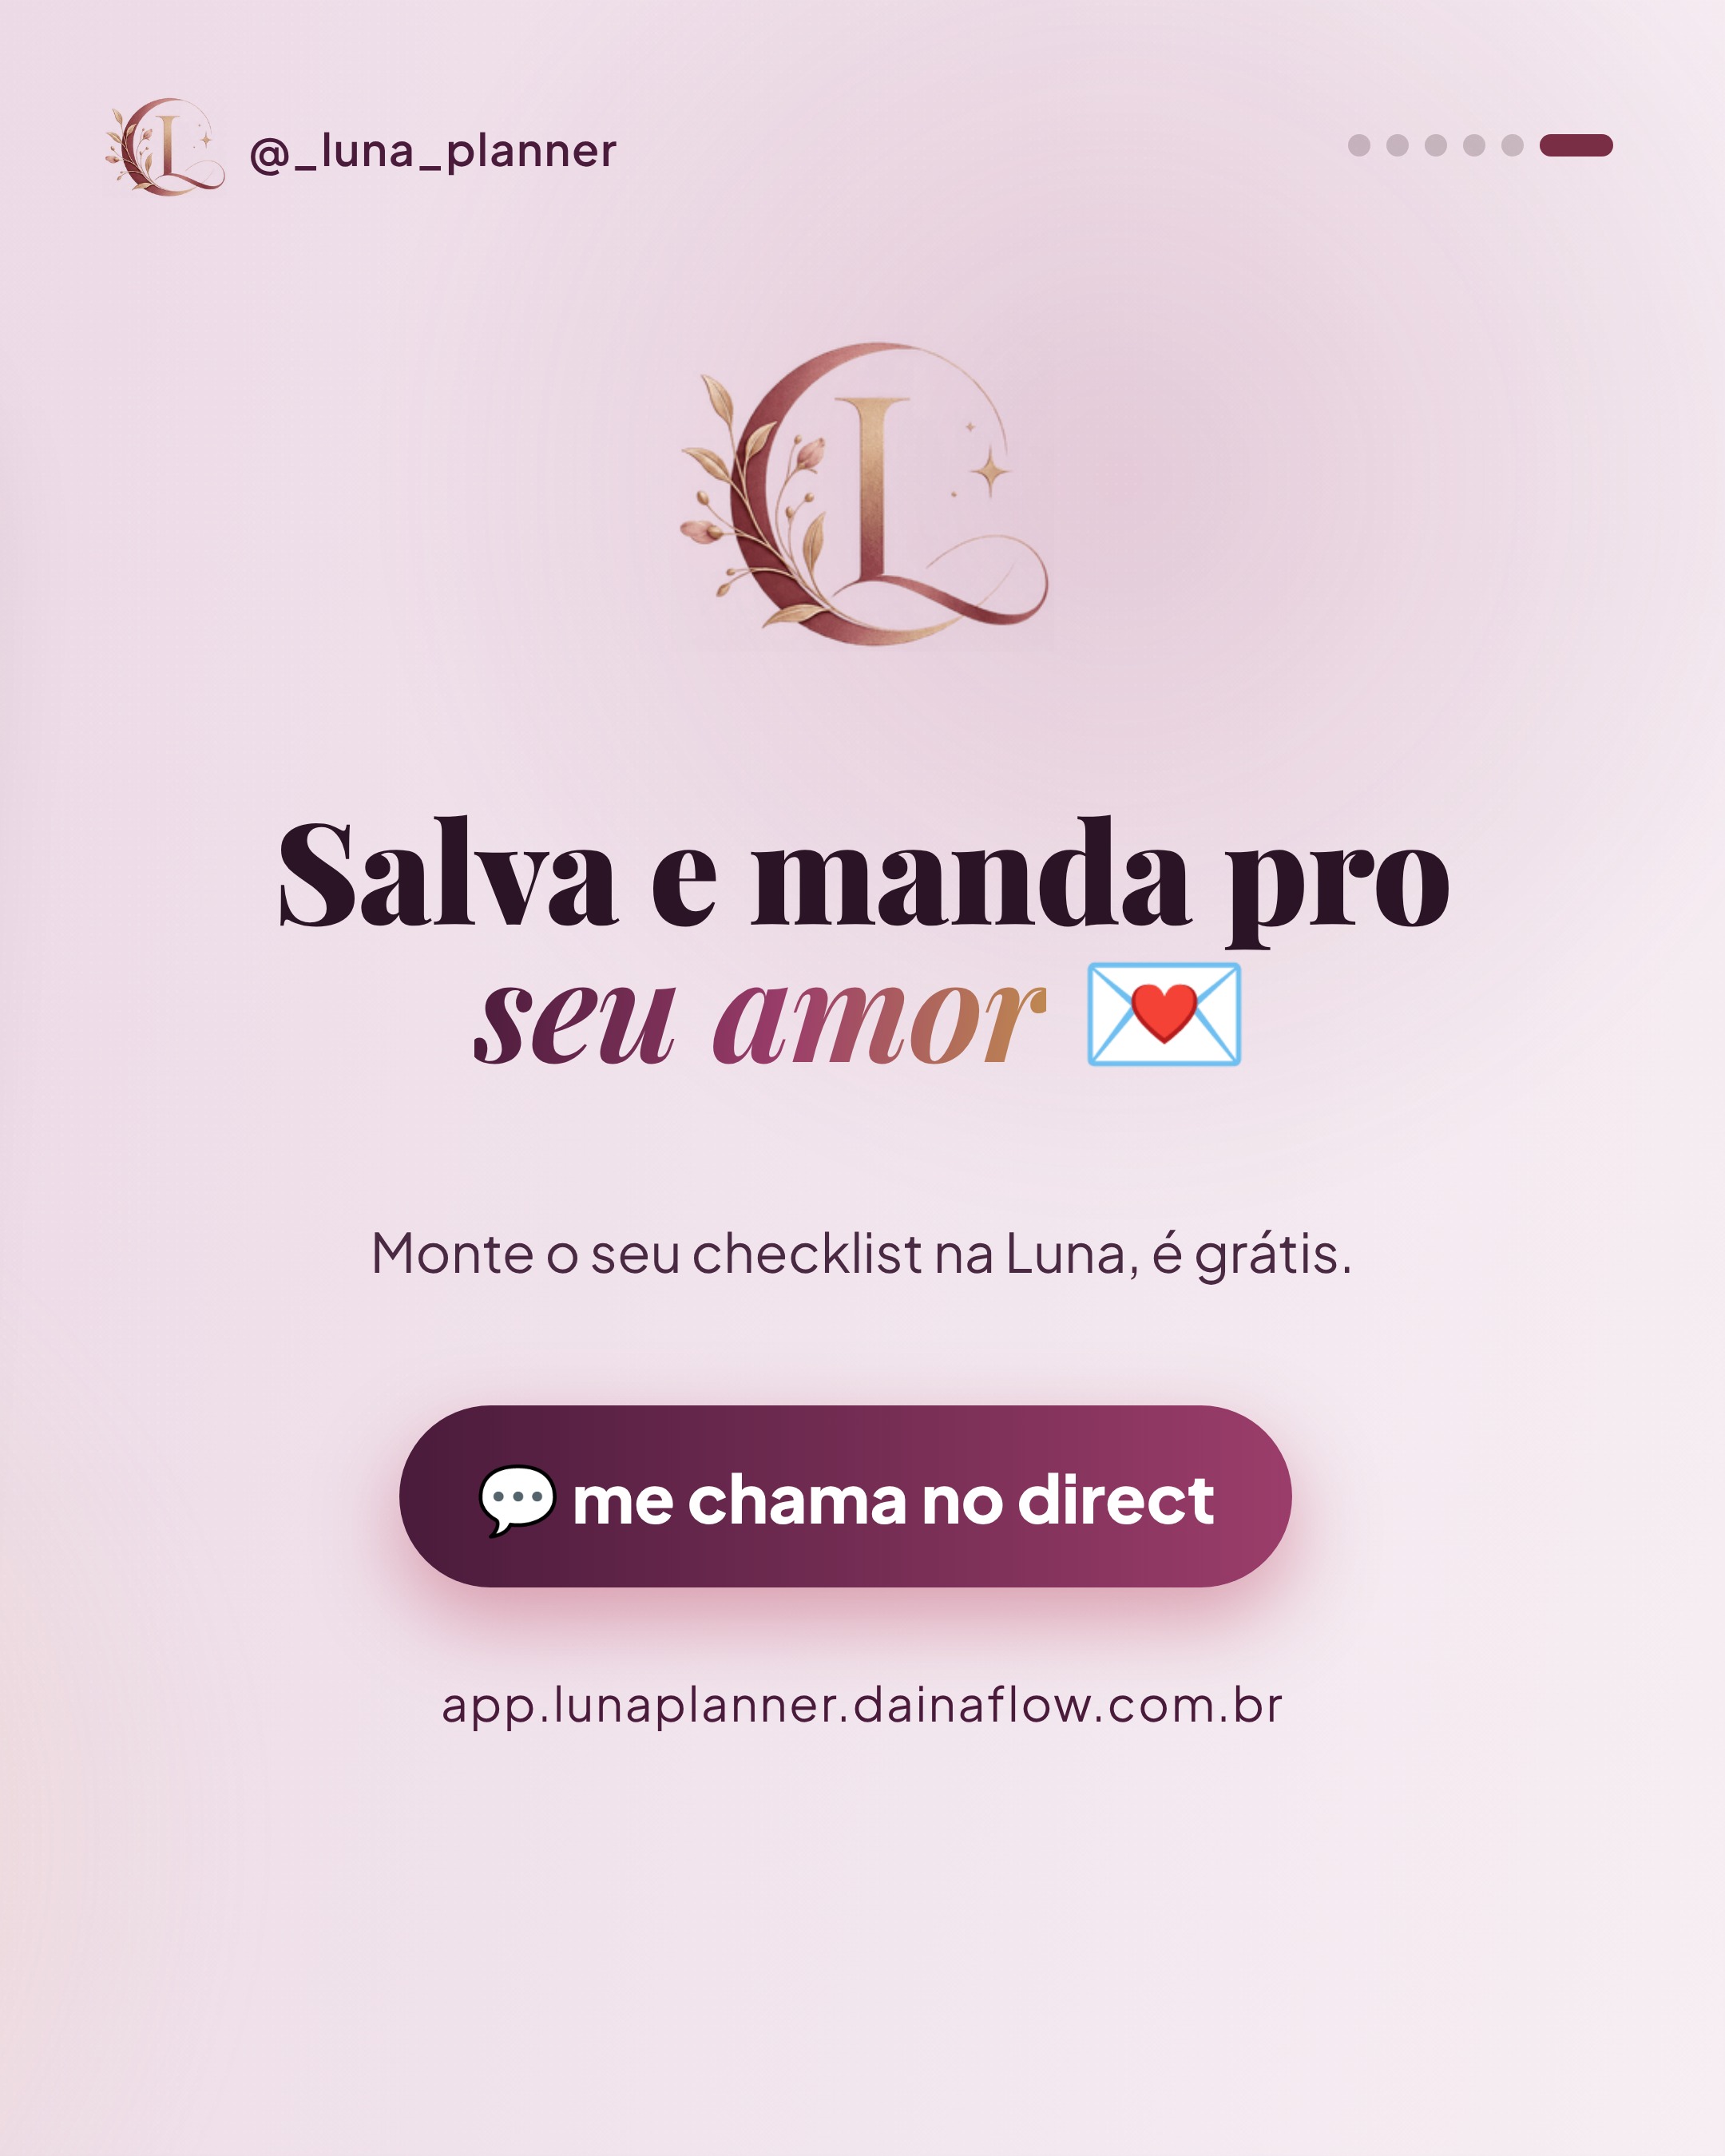 @_luna_planner
L
Salva e manda pro
seu amor 💌
Monte o seu checklist na Luna, é grátis.
💬 me chama no direct
app.lunaplanner.dainaflow.com.br